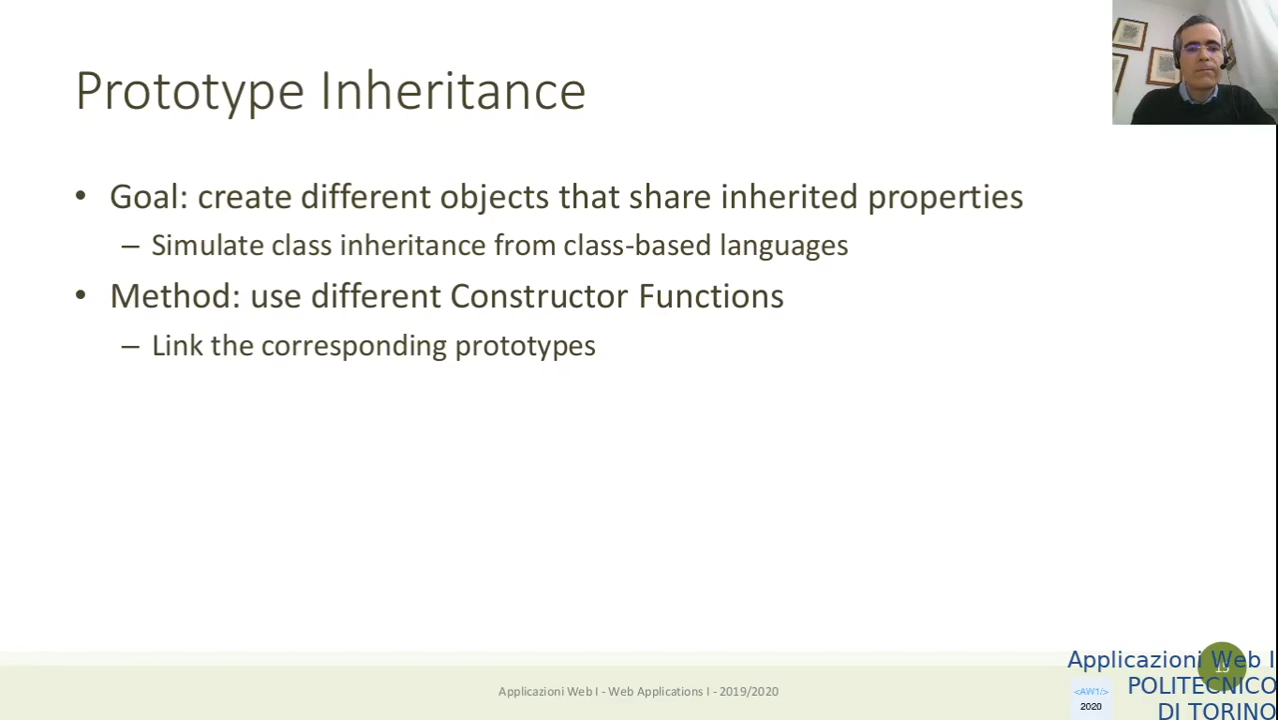 Prototype Inheritance
• Goal: create different objects that share inherited properties
– Simulate class inheritance from class-based languages
• Method: use different Constructor Functions
– Link the corresponding prototypes
Applicazioni Web I - Web Applications I - 2019/2020
Applicazioni Web I
POLITECNICO
DI TORINO
<AW1/>
2020